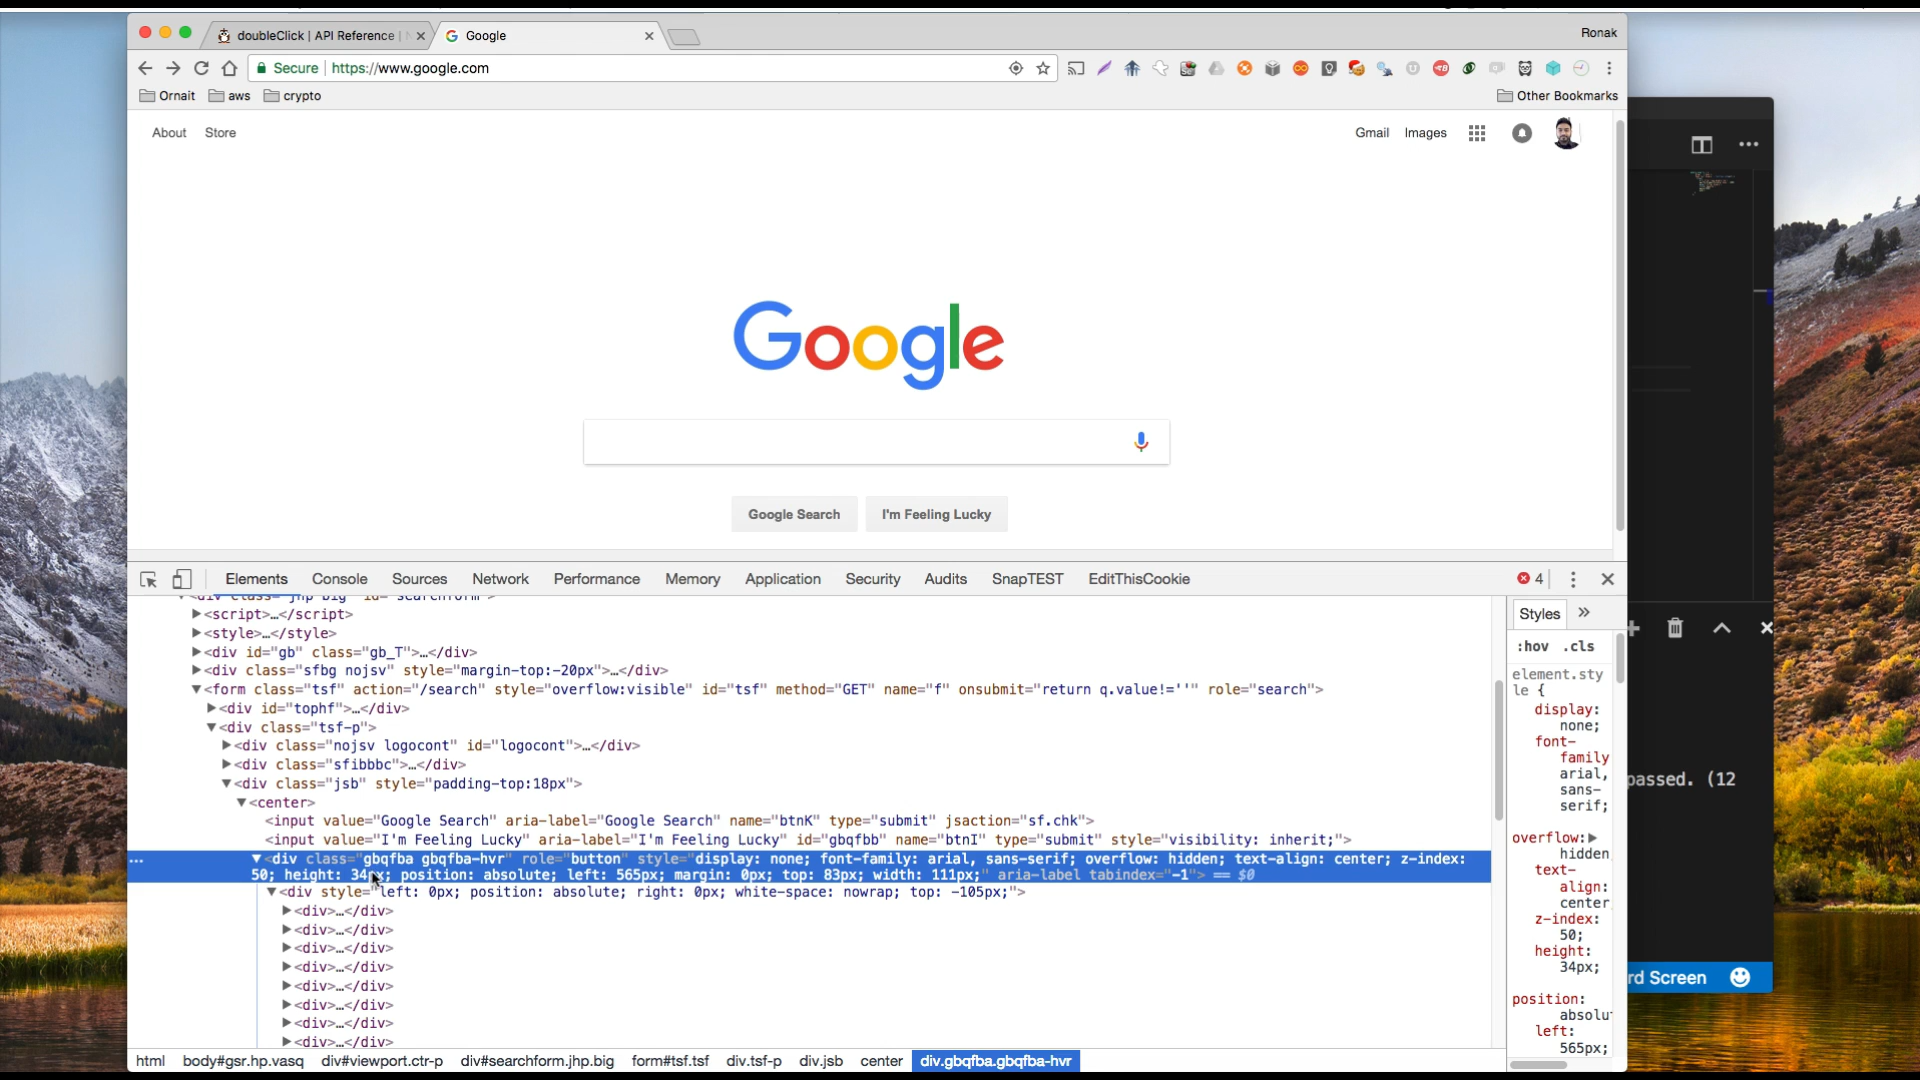 doubleClick | API Reference |
Google
Ronak
Secure https://www.google.com
Ornait aws crypto Other Bookmarks
About Store Gmail Images
Google
Google Search I'm Feeling Lucky
Elements Console Sources Network Performance Memory Application Security Audits SnapTEST EditThisCookie 4
<div class="jhp big" id="searchform">
<script>…</script>
<style>…</style>
<div id="gb" class="gb_T">…</div>
<div class="sfbg nojsv" style="margin-top:-20px">…</div>
<form class="tsf" action="/search" style="overflow:visible" id="tsf" method="GET" name="f" onsubmit="return q.value!=''" role="search">
<div id="tophf">…</div>
<div class="tsf-p">
<div class="nojsv logocont" id="logocont">…</div>
<div class="sfibbbc">…</div>
<div class="jsb" style="padding-top:18px">
<center>
<input value="Google Search" aria-label="Google Search" name="btnK" type="submit" jsaction="sf.chk">
<input value="I'm Feeling Lucky" aria-label="I'm Feeling Lucky" id="gbqfbb" name="btnI" type="submit" style="visibility: inherit;">
… <div class="gbqfba gbqfba-hvr" role="button" style="display: none; font-family: arial, sans-serif; overflow: hidden; text-align: center; z-index:
50; height: 34px; position: absolute; left: 565px; margin: 0px; top: 83px; width: 111px;" aria-label tabindex="-1"> == $0
<div style="left: 0px; position: absolute; right: 0px; white-space: nowrap; top: -105px;">
<div>…</div>
<div>…</div>
<div>…</div>
<div>…</div>
<div>…</div>
<div>…</div>
<div>…</div>
<div>…</div>
html body#gsr.hp.vasq div#viewport.ctr-p div#searchform.jhp.big form#tsf.tsf div.tsf-p div.jsb center div.gbqfba.gbqfba-hvr
Styles »
:hov .cls
element.sty
le {
display:
none;
font-
family
arial,
sans-
serif;
overflow:
hidden
text-
align:
center
z-index:
50;
height:
34px;
position:
absolu
left:
565px;
passed. (12
rd Screen